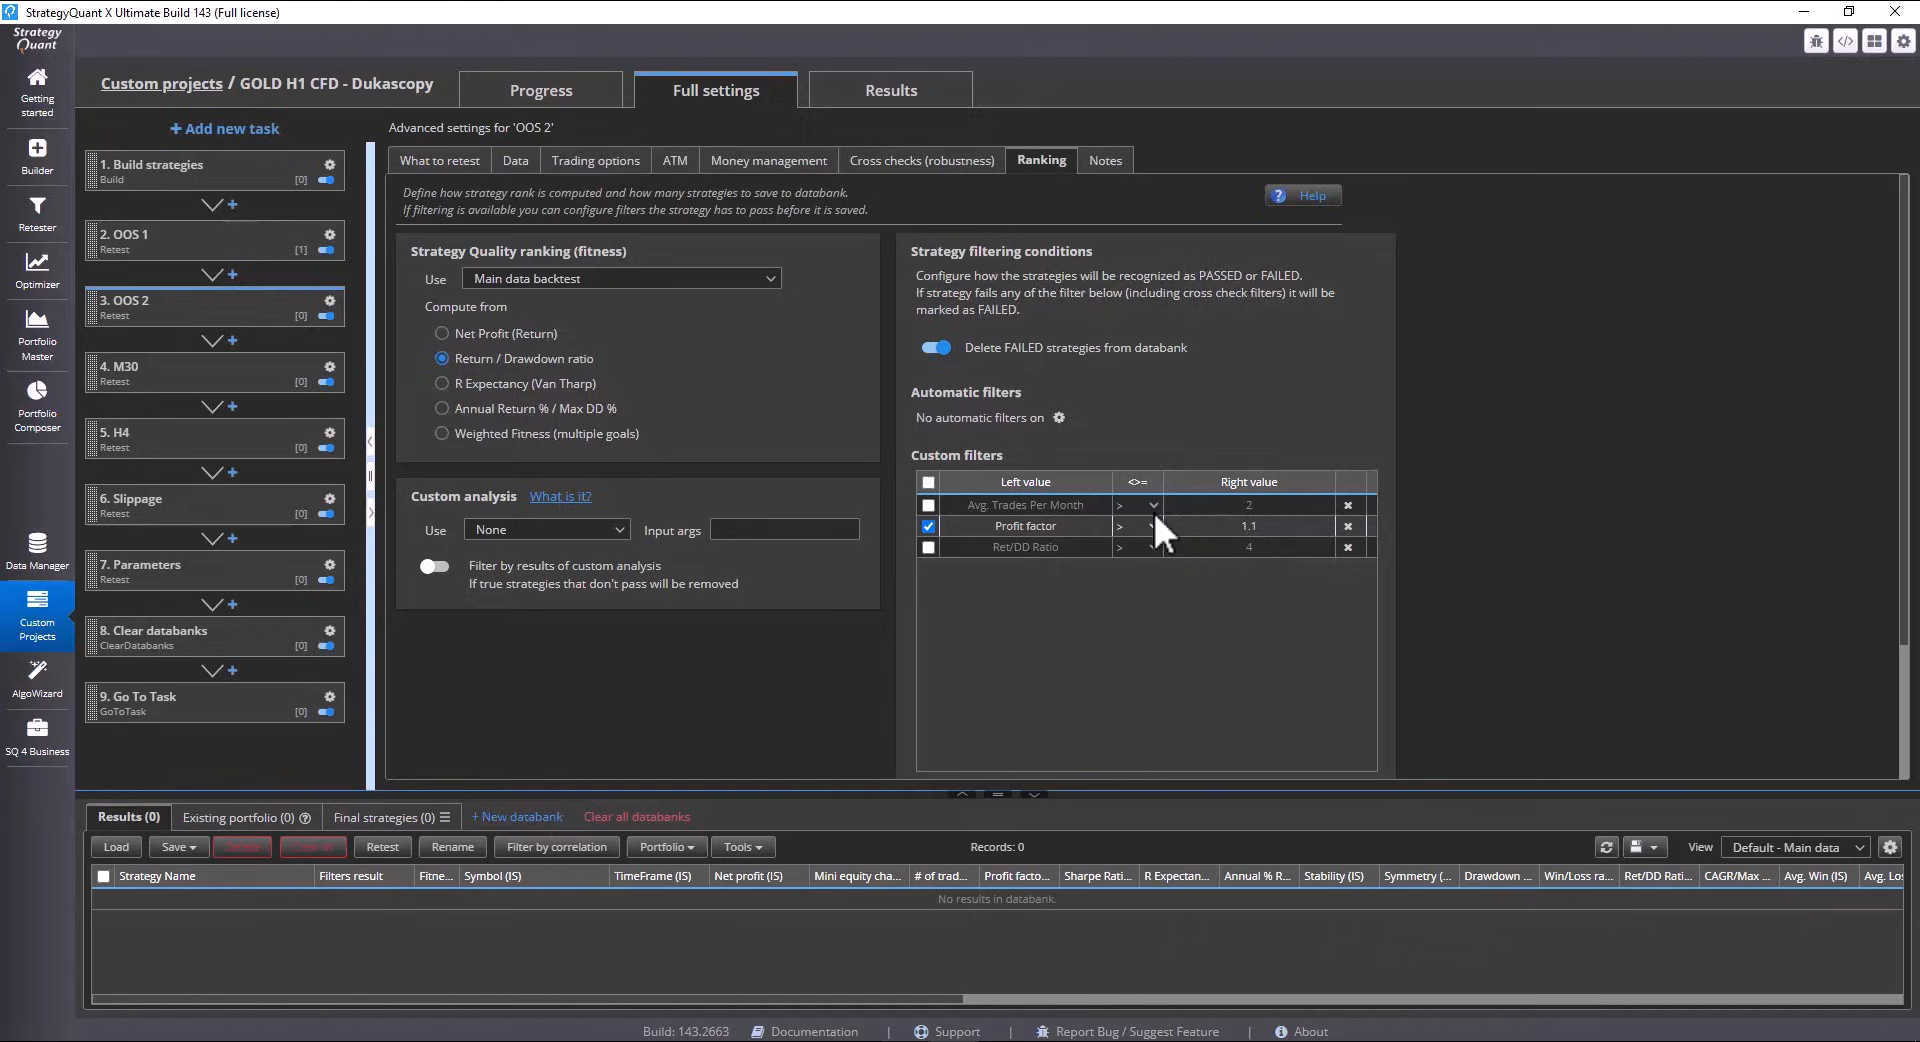 StrategyQuant X Ultimate Build 143 (Full license)
Strategy
Quant
Getting
started
Builder
Retester
Optimizer
Portfolio
Master
Portfolio
Composer
Data Manager
Custom
Projects
AlgoWizard
SQ 4 Business
Custom projects / GOLD H1 CFD - Dukascopy
Progress
Full settings
Results
+ Add new task
1. Build strategies
Build [0]
2. OOS 1
Retest [1]
3. OOS 2
Retest [0]
4. M30
Retest [0]
5. H4
Retest [0]
6. Slippage
Retest [0]
7. Parameters
Retest [0]
8. Clear databanks
ClearDatabanks [0]
9. Go To Task
GoToTask [0]
Advanced settings for 'OOS 2'
What to retest
Data
Trading options
ATM
Money management
Cross checks (robustness)
Ranking
Notes
Define how strategy rank is computed and how many strategies to save to databank.
If filtering is available you can configure filters the strategy has to pass before it is saved.
? Help
Strategy Quality ranking (fitness)
Use Main data backtest
Compute from
Net Profit (Return)
Return / Drawdown ratio
R Expectancy (Van Tharp)
Annual Return % / Max DD %
Weighted Fitness (multiple goals)
Custom analysis What is it?
Use None Input args
Filter by results of custom analysis
If true strategies that don't pass will be removed
Strategy filtering conditions
Configure how the strategies will be recognized as PASSED or FAILED.
If strategy fails any of the filter below (including cross check filters) it will be
marked as FAILED.
Delete FAILED strategies from databank
Automatic filters
No automatic filters on
Custom filters
Left value <>= Right value
Avg. Trades Per Month > 2
Profit factor > 1.1
Ret/DD Ratio > 4
Results (0)
Existing portfolio (0)
Final strategies (0)
+ New databank
Clear all databanks
Load
Save
Retest
Rename
Filter by correlation
Portfolio
Tools
Records: 0
View Default - Main data
Strategy Name Filters result Fitne... Symbol (IS) TimeFrame (IS) Net profit (IS) Mini equity cha... # of trad... Profit facto... Sharpe Rati... R Expectan... Annual % R... Stability (IS) Symmetry (... Drawdown ... Win/Loss ra... Ret/DD Rati... CAGR/Max ... Avg. Win (IS) Avg. Lo
No results in databank.
Build: 143.2663 Documentation | Support | Report Bug / Suggest Feature | About